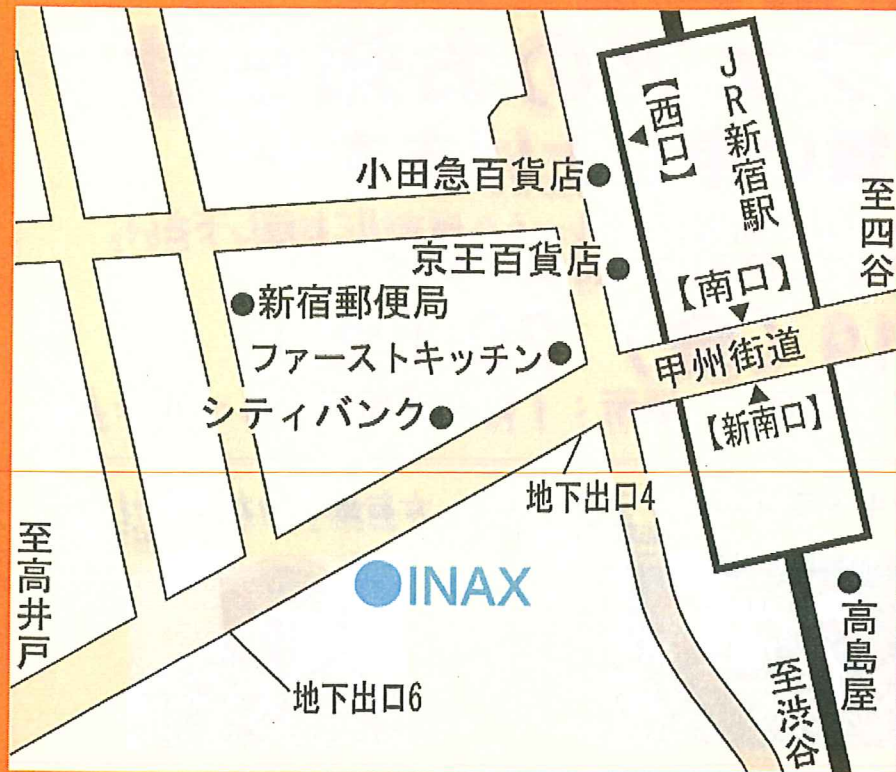 JR新宿駅
【西口】
小田急百貨店
至四谷
京王百貨店
【南口】
新宿郵便局
ファーストキッチン
甲州街道
シティバンク
【新南口】
地下出口4
至高井戸
INAX
高島屋
地下出口6
至渋谷